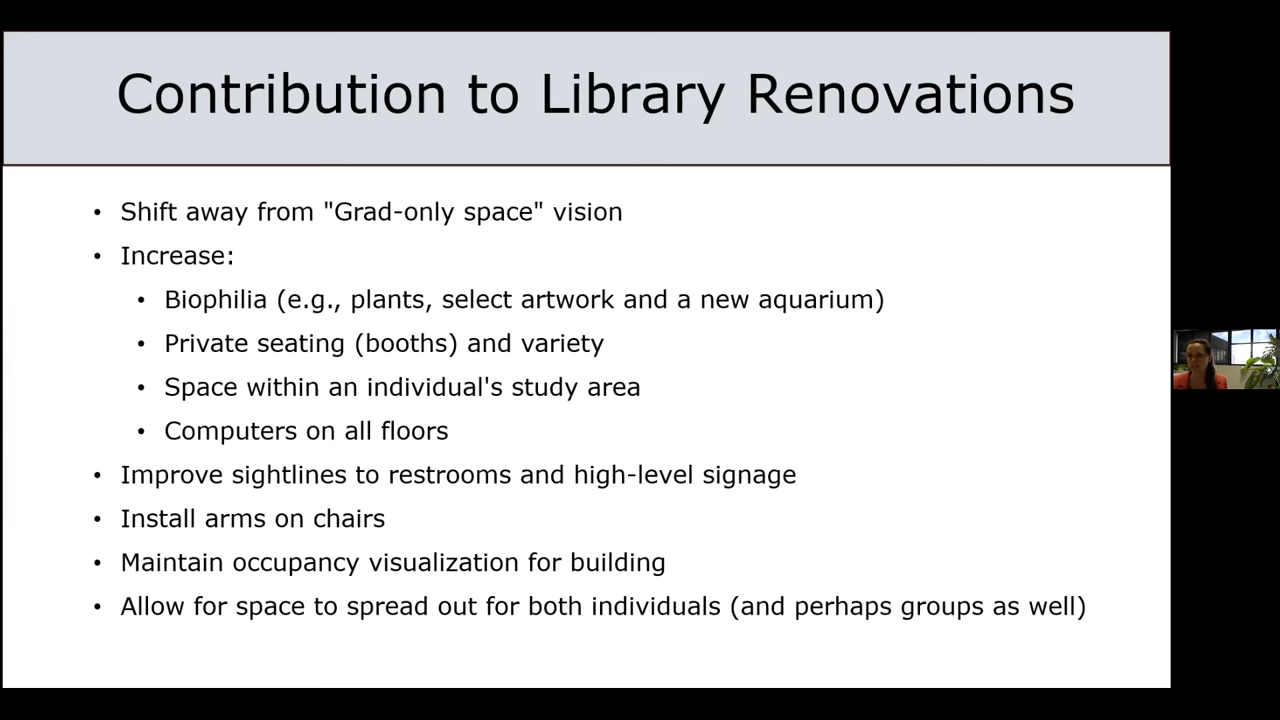 Contribution to Library Renovations
• Shift away from "Grad-only space" vision
• Increase:
• Biophilia (e.g., plants, select artwork and a new aquarium)
• Private seating (booths) and variety
• Space within an individual's study area
• Computers on all floors
• Improve sightlines to restrooms and high-level signage
• Install arms on chairs
• Maintain occupancy visualization for building
• Allow for space to spread out for both individuals (and perhaps groups as well)